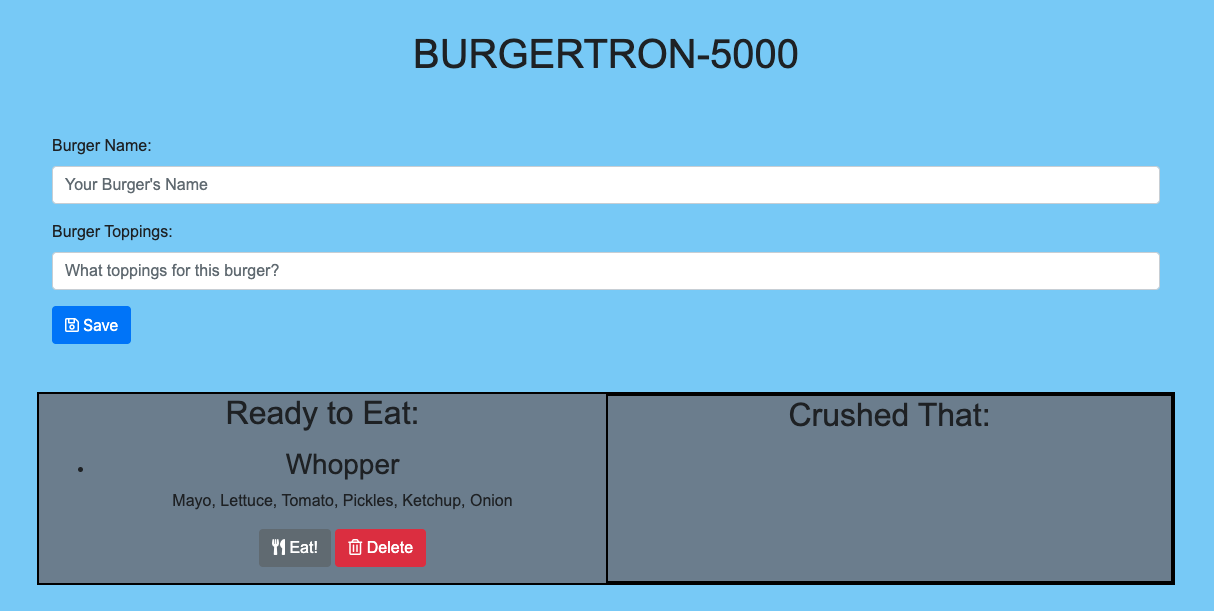 BURGERTRON-5000
Burger Name:
Your Burger's Name
Burger Toppings:
What toppings for this burger?
Save
Ready to Eat:
Whopper
Mayo, Lettuce, Tomato, Pickles, Ketchup, Onion
Eat! Delete
Crushed That: